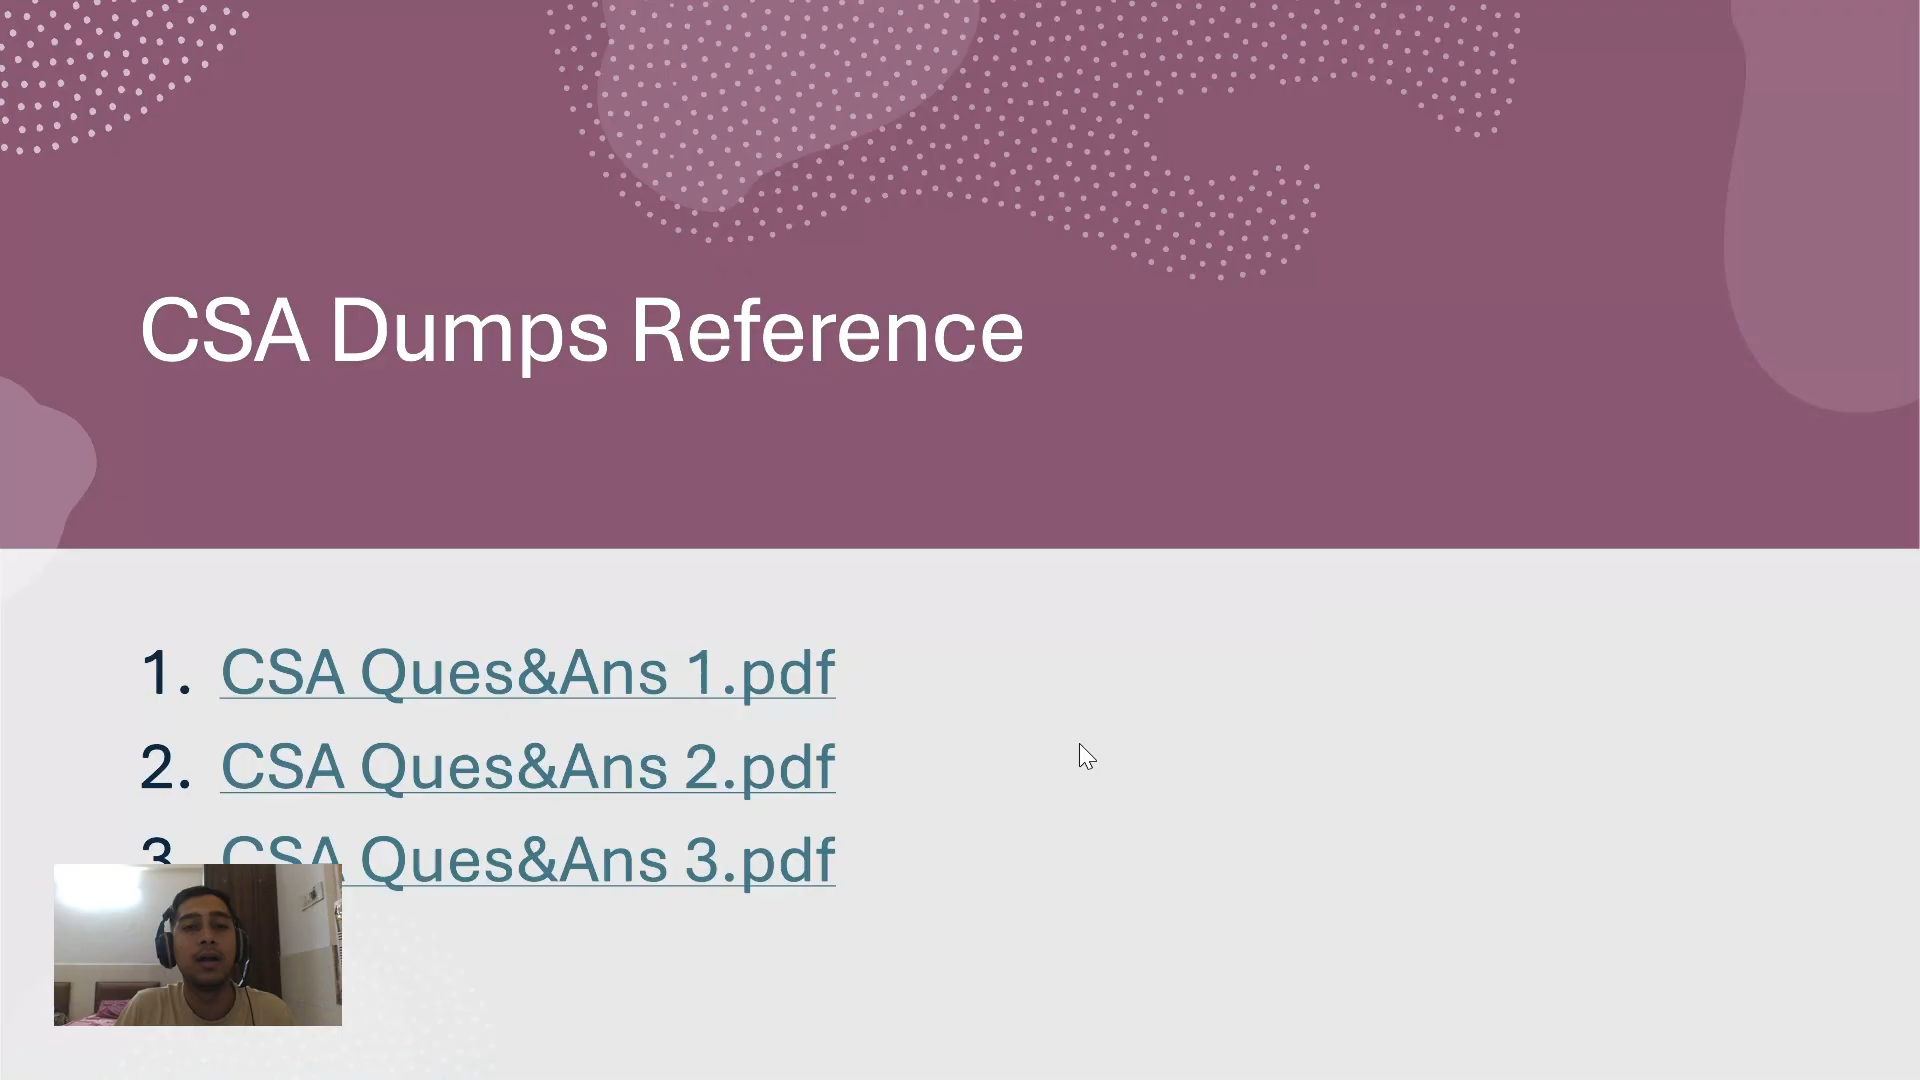 CSA Dumps Reference
1. CSA Ques&Ans 1.pdf
2. CSA Ques&Ans 2.pdf
3. CSA Ques&Ans 3.pdf